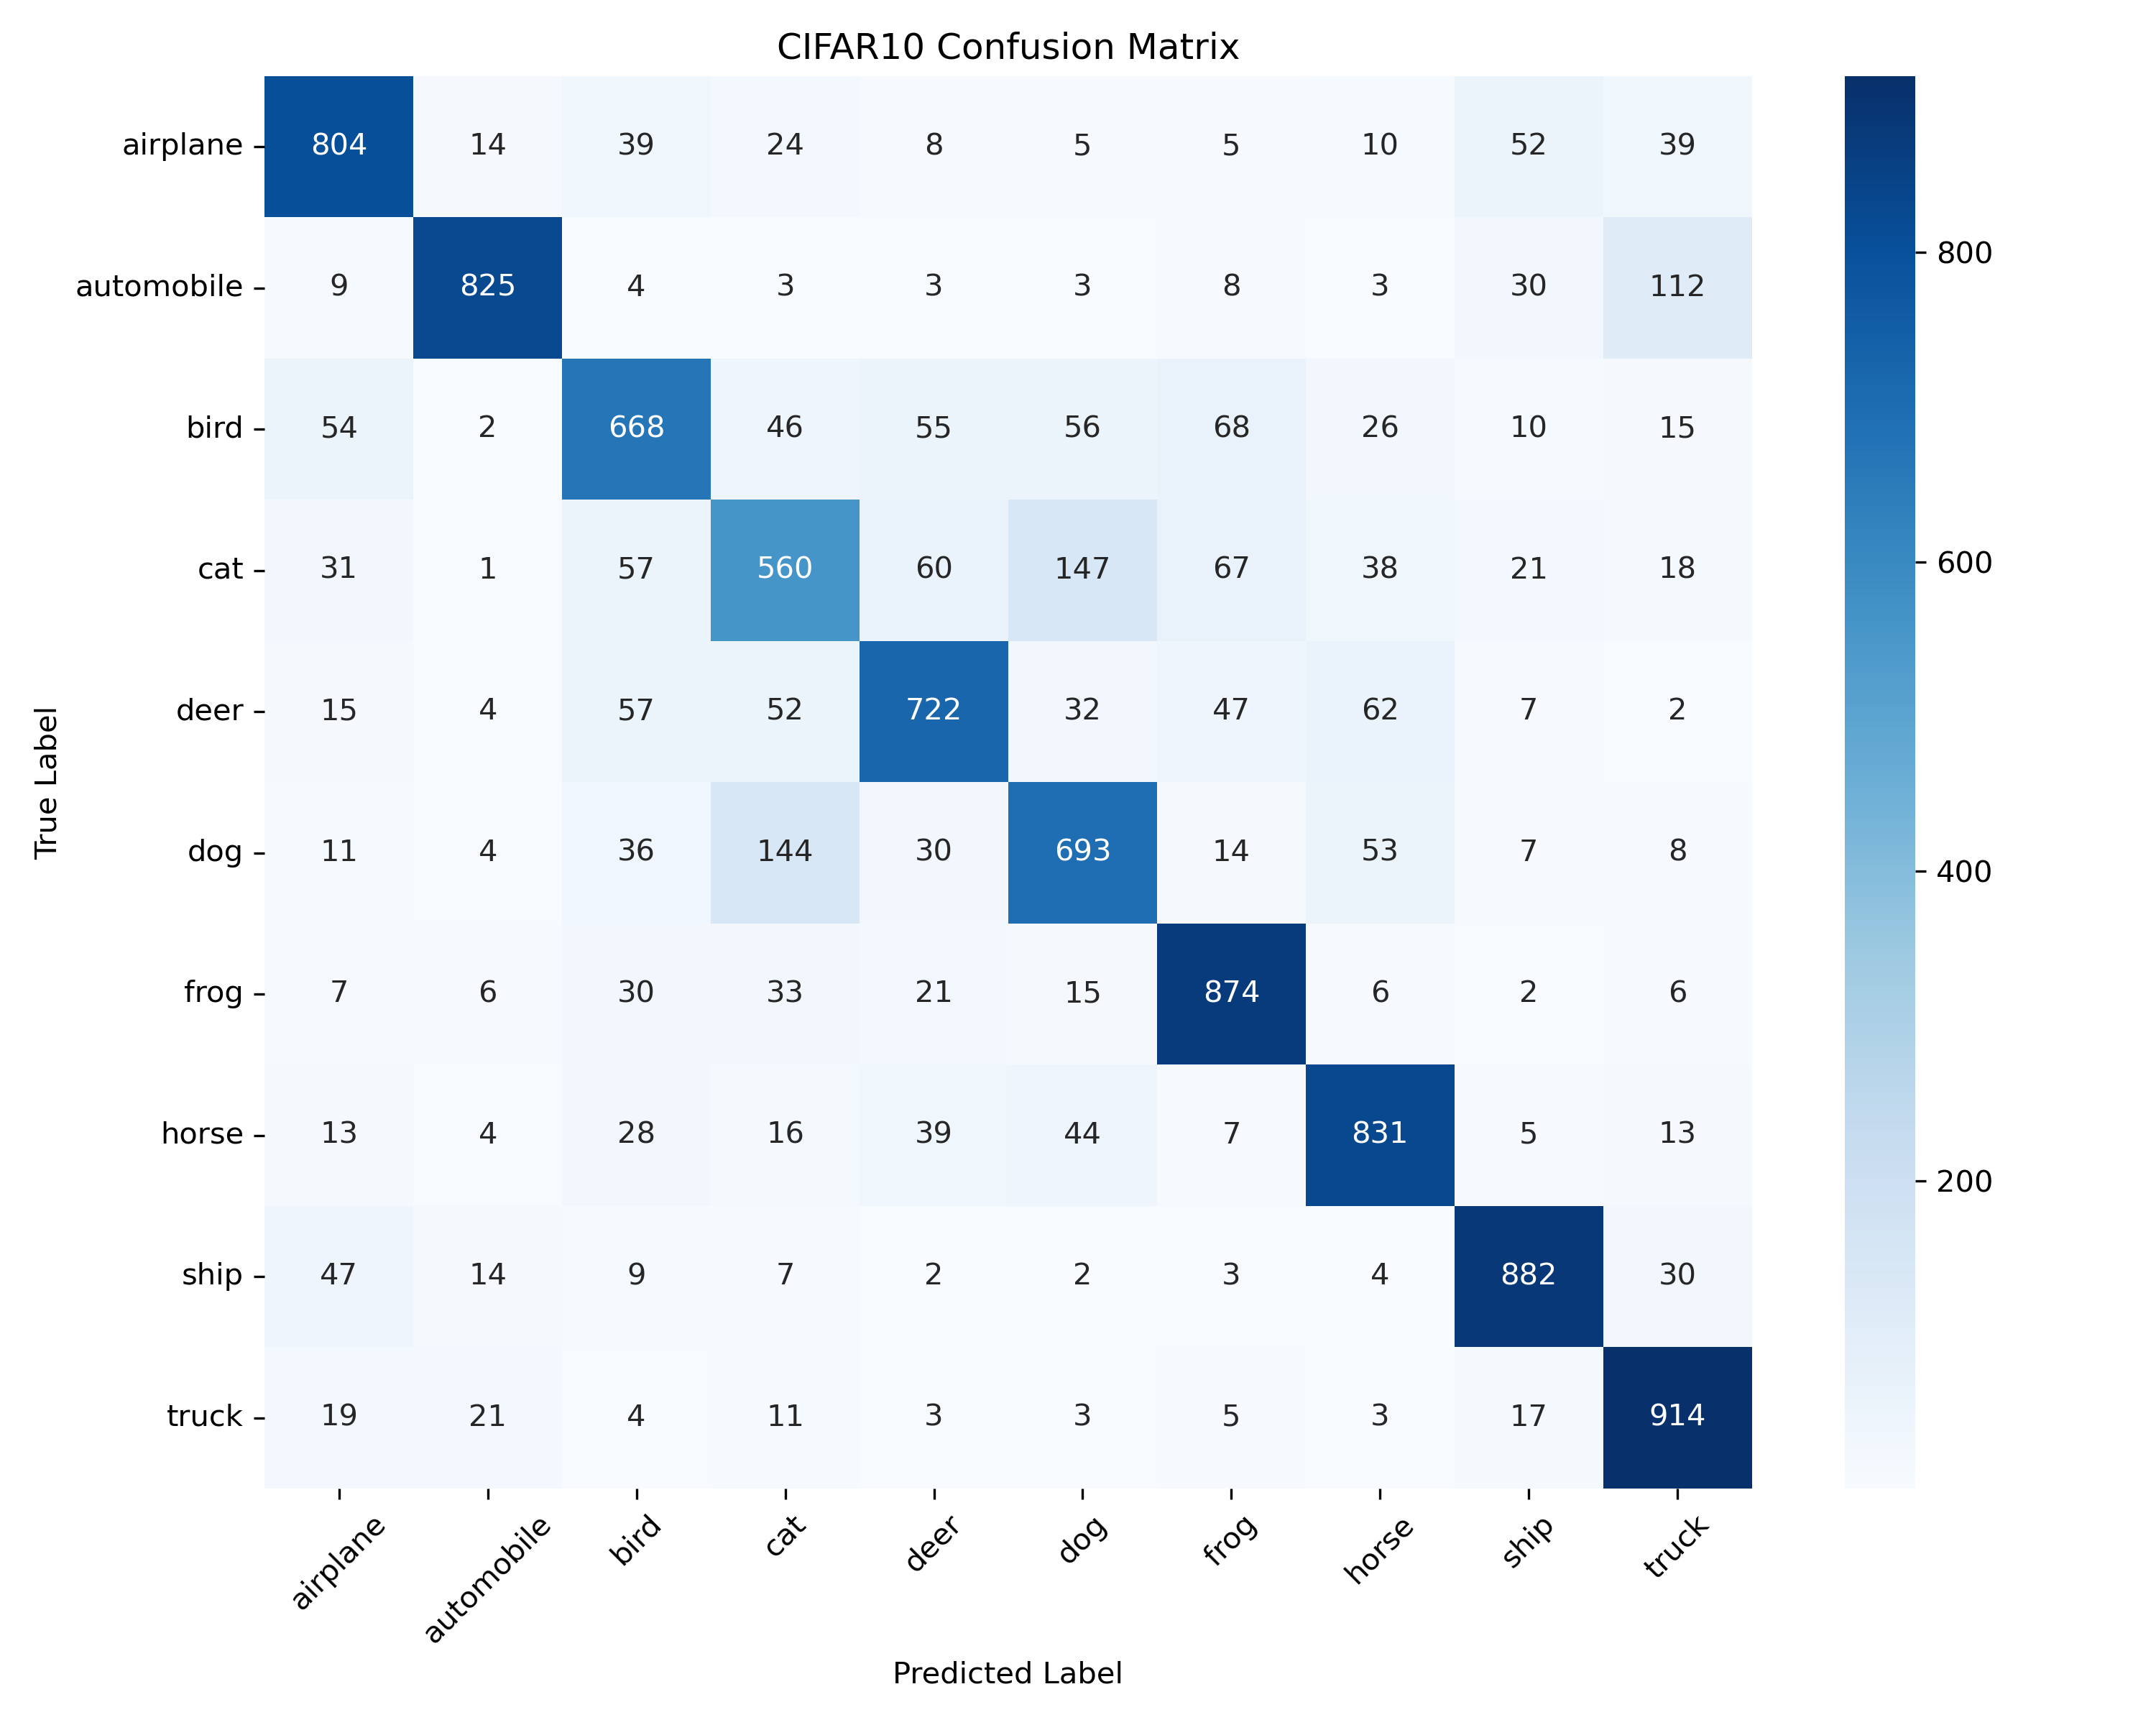 CIFAR10 Confusion Matrix
airplane 804 14 39 24 8 5 5 10 52 39
automobile 9 825 4 3 3 3 8 3 30 112
bird 54 2 668 46 55 56 68 26 10 15
cat 31 1 57 560 60 147 67 38 21 18
deer 15 4 57 52 722 32 47 62 7 2
dog 11 4 36 144 30 693 14 53 7 8
frog 7 6 30 33 21 15 874 6 2 6
horse 13 4 28 16 39 44 7 831 5 13
ship 47 14 9 7 2 2 3 4 882 30
truck 19 21 4 11 3 3 5 3 17 914
airplane automobile bird cat deer dog frog horse ship truck
Predicted Label
True Label
800
600
400
200